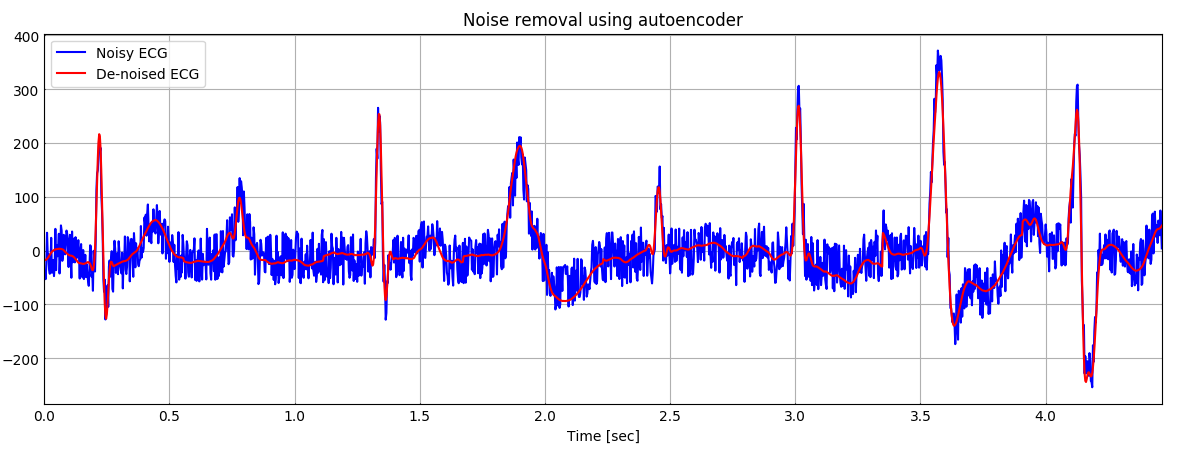 Noise removal using autoencoder
Noisy ECG
De-noised ECG
400
300
200
100
0
−100
−200
0.0 0.5 1.0 1.5 2.0 2.5 3.0 3.5 4.0
Time [sec]